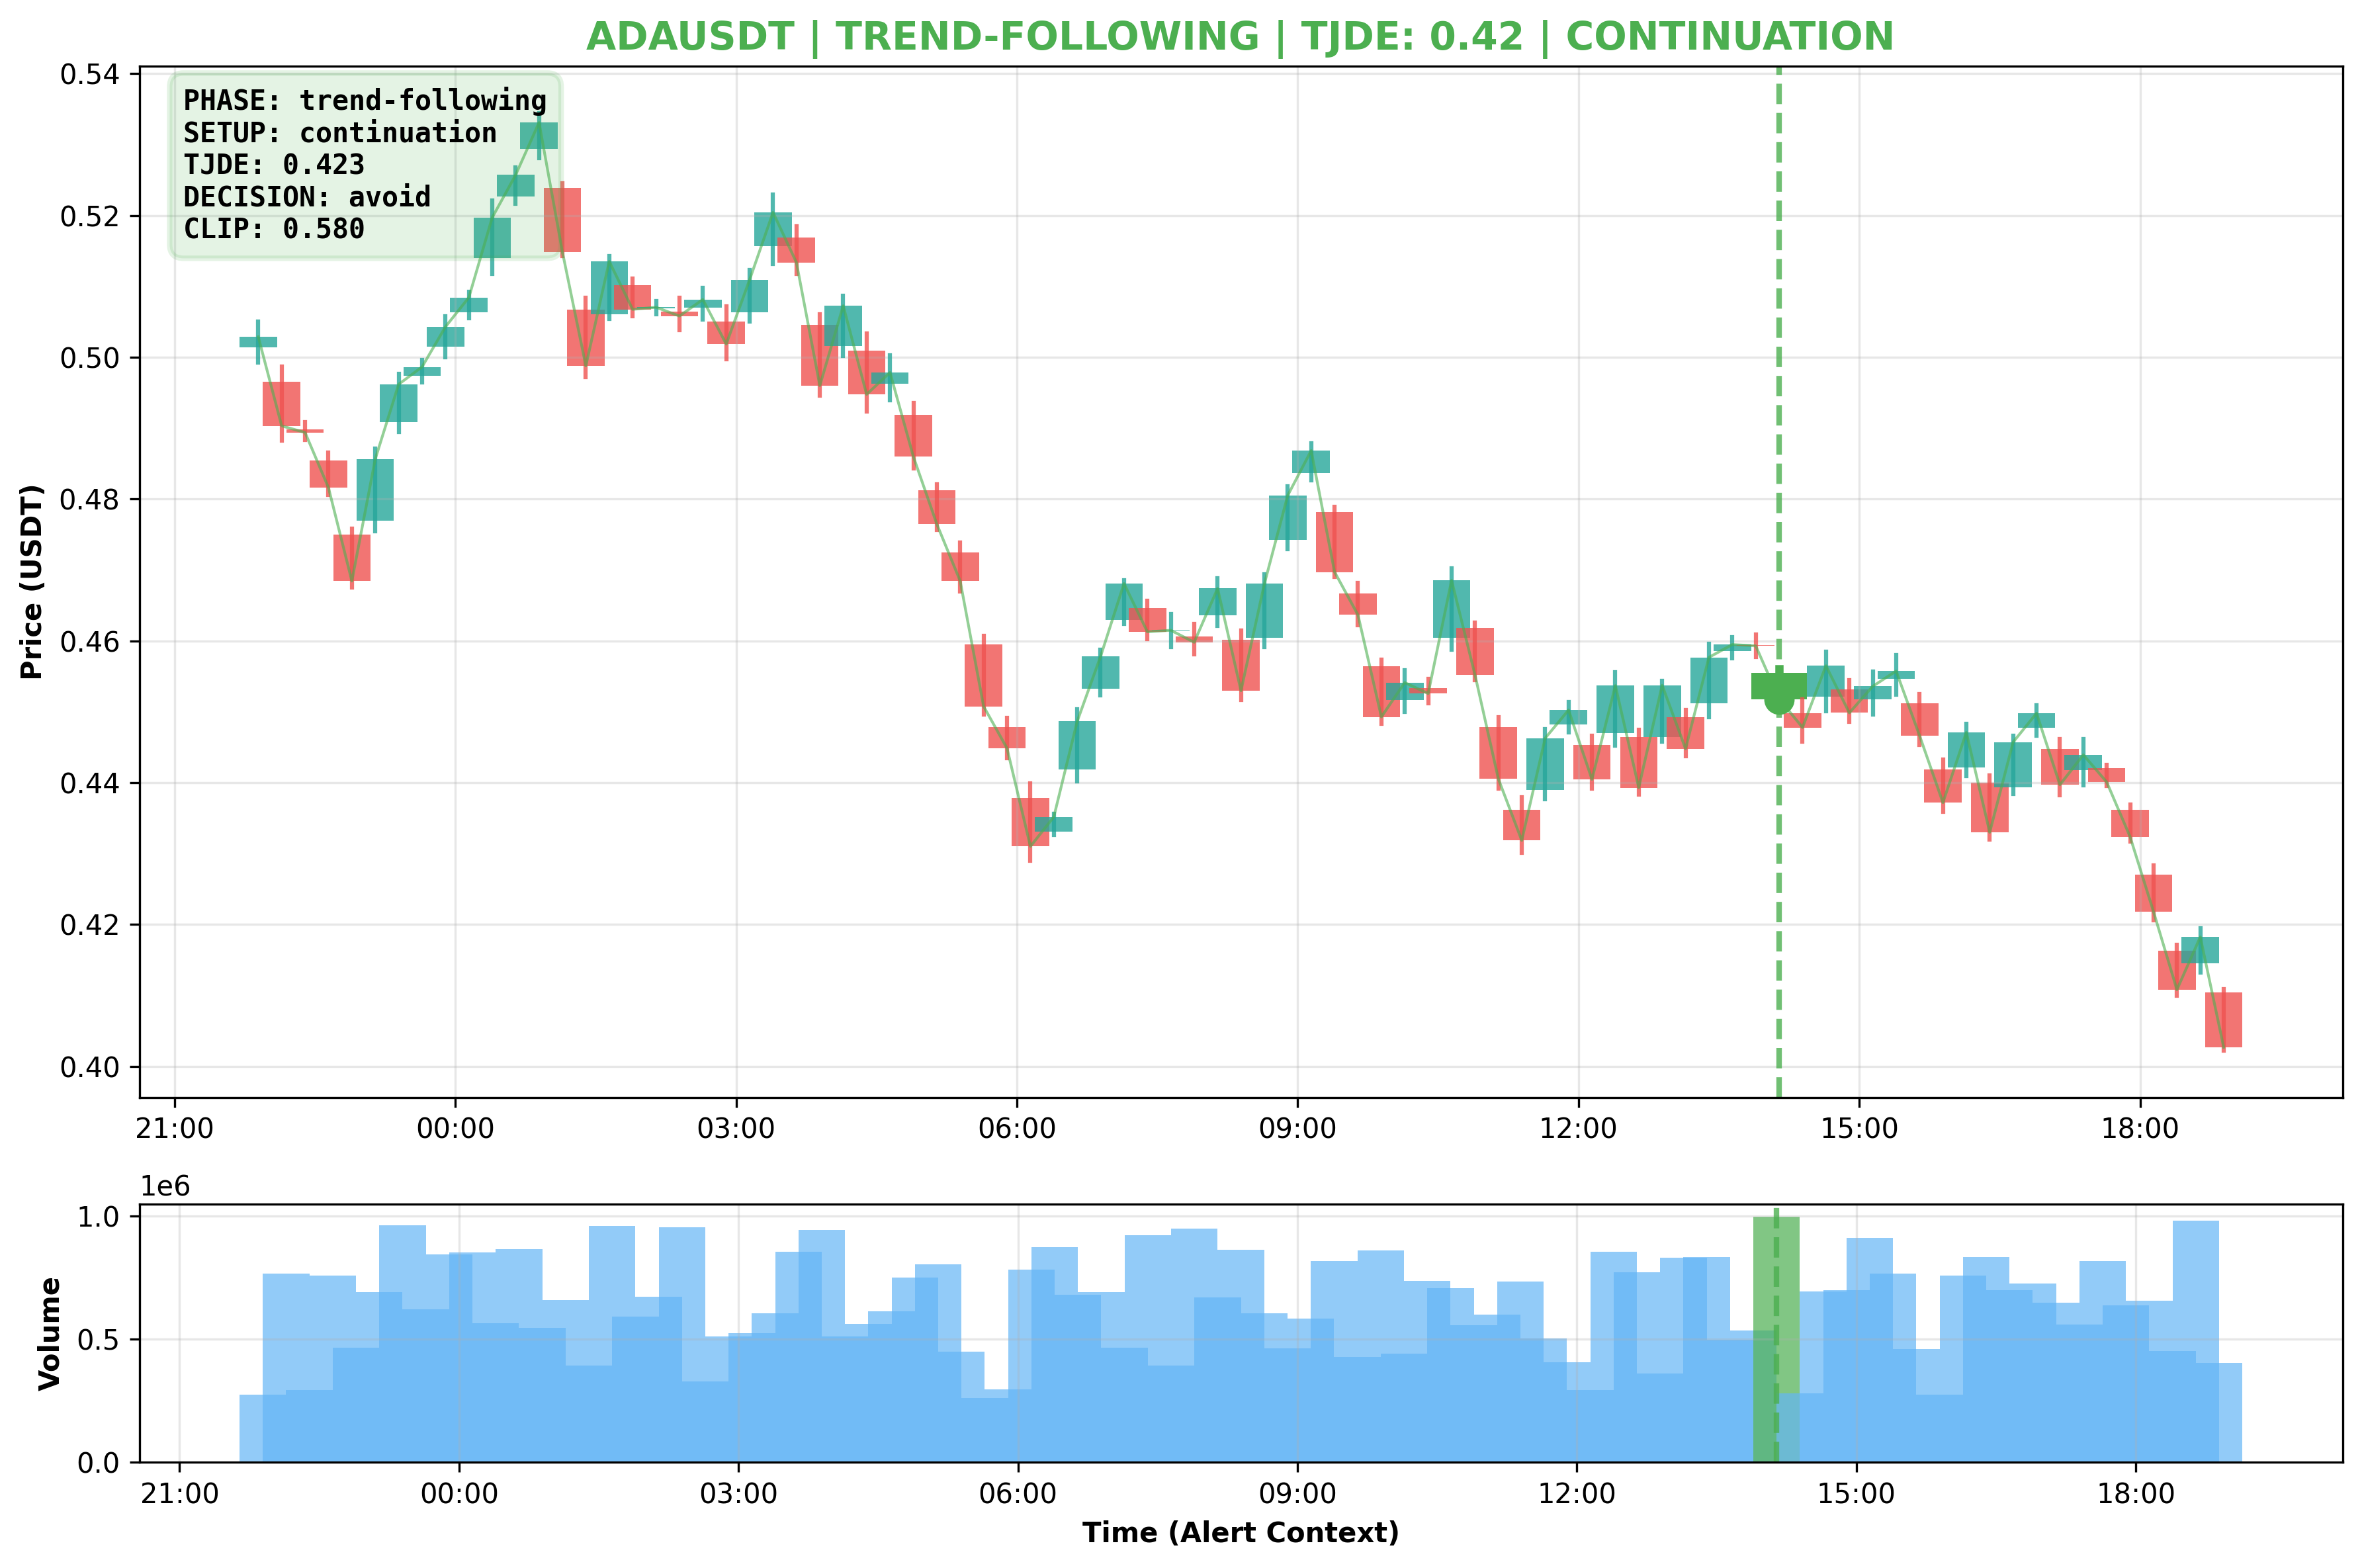 ADAUSDT | TREND-FOLLOWING | TJDE: 0.42 | CONTINUATION
PHASE: trend-following
SETUP: continuation
TJDE: 0.423
DECISION: avoid
CLIP: 0.580
Price (USDT)
0.54
0.52
0.50
0.48
0.46
0.44
0.42
0.40
21:00 00:00 03:00 06:00 09:00 12:00 15:00 18:00
1e6
Volume
1.0
0.5
0.0
21:00 00:00 03:00 06:00 09:00 12:00 15:00 18:00
Time (Alert Context)